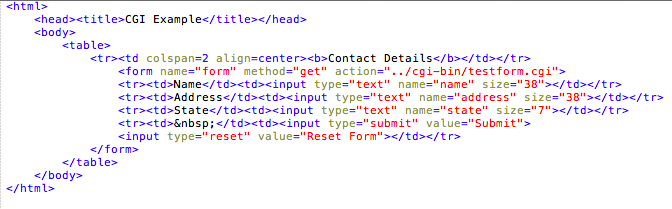 <html>
<head><title>CGI Example</title></head>
<body>
<table>
<tr><td colspan=2 align=center><b>Contact Details</b></td></tr>
<form name="form" method="get" action="../cgi-bin/testform.cgi">
<tr><td>Name</td><td><input type="text" name="name" size="38"></td></tr>
<tr><td>Address</td><td><input type="text" name="address" size="38"></td></tr>
<tr><td>State</td><td><input type="text" name="state" size="7"></td></tr>
<tr><td>&nbsp;</td><td><input type="submit" value="Submit">
<input type="reset" value="Reset Form"></td></tr>
</form>
</table>
</body>
</html>